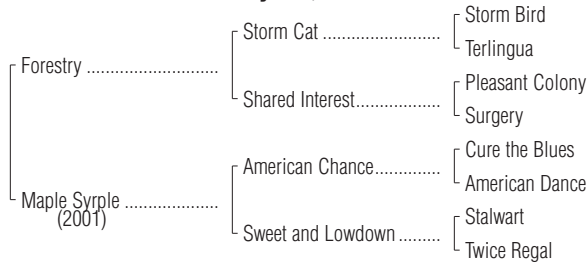 Storm Bird
Storm Cat ......................
Terlingua
Forestry .........................
Pleasant Colony
Shared Interest................
Surgery
Cure the Blues
American Chance.............
American Dance
Maple Syrple ..................
(2001)
Stalwart
Sweet and Lowdown ........
Twice Regal